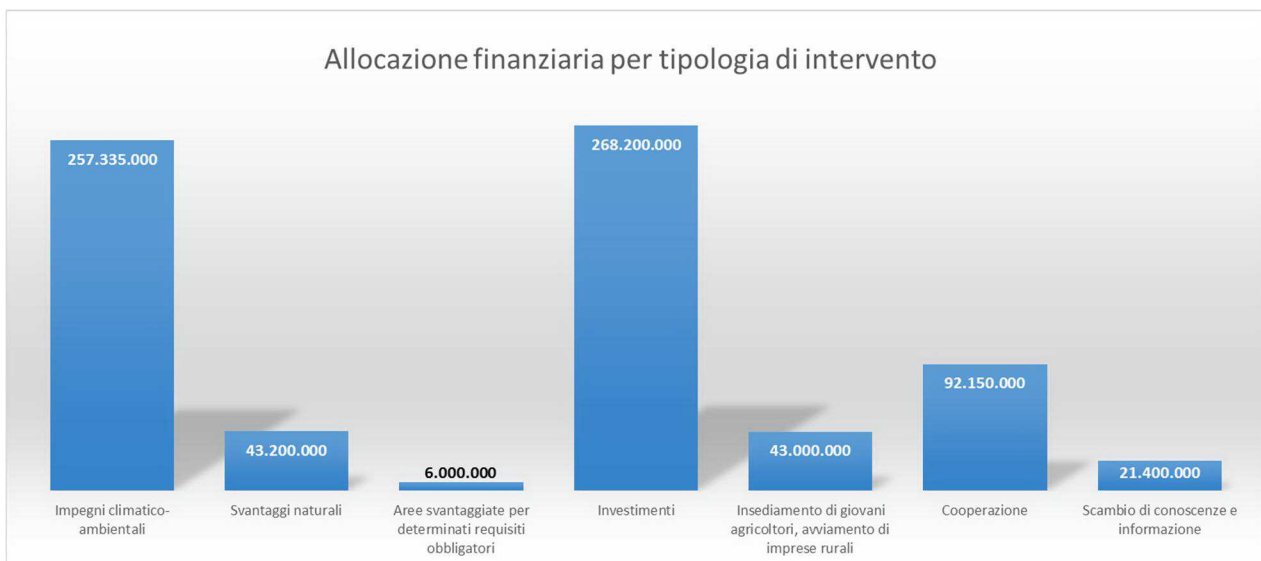 Allocazione finanziaria per tipologia di intervento
257.335.000
43.200.000
6.000.000
268.200.000
43.000.000
92.150.000
21.400.000
Impegni climatico-
ambientali
Svantaggi naturali
Aree svantaggiate per
determinati requisiti
obbligatori
Investimenti
Insediamento di giovani
agricoltori, avviamento di
imprese rurali
Cooperazione
Scambio di conoscenze e
informazione